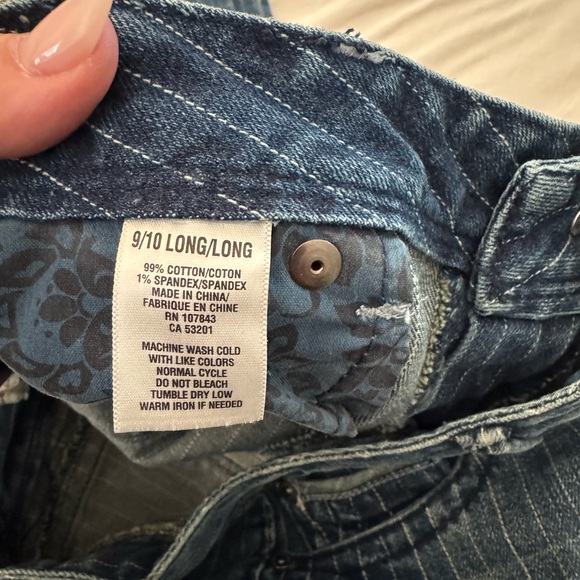 9/10 LONG/LONG
99% COTTON/COTON
1% SPANDEX/SPANDEX
MADE IN CHINA/
FABRIQUE EN CHINE
RN 107843
CA 53201
MACHINE WASH COLD
WITH LIKE COLORS
NORMAL CYCLE
DO NOT BLEACH
TUMBLE DRY LOW
WARM IRON IF NEEDED